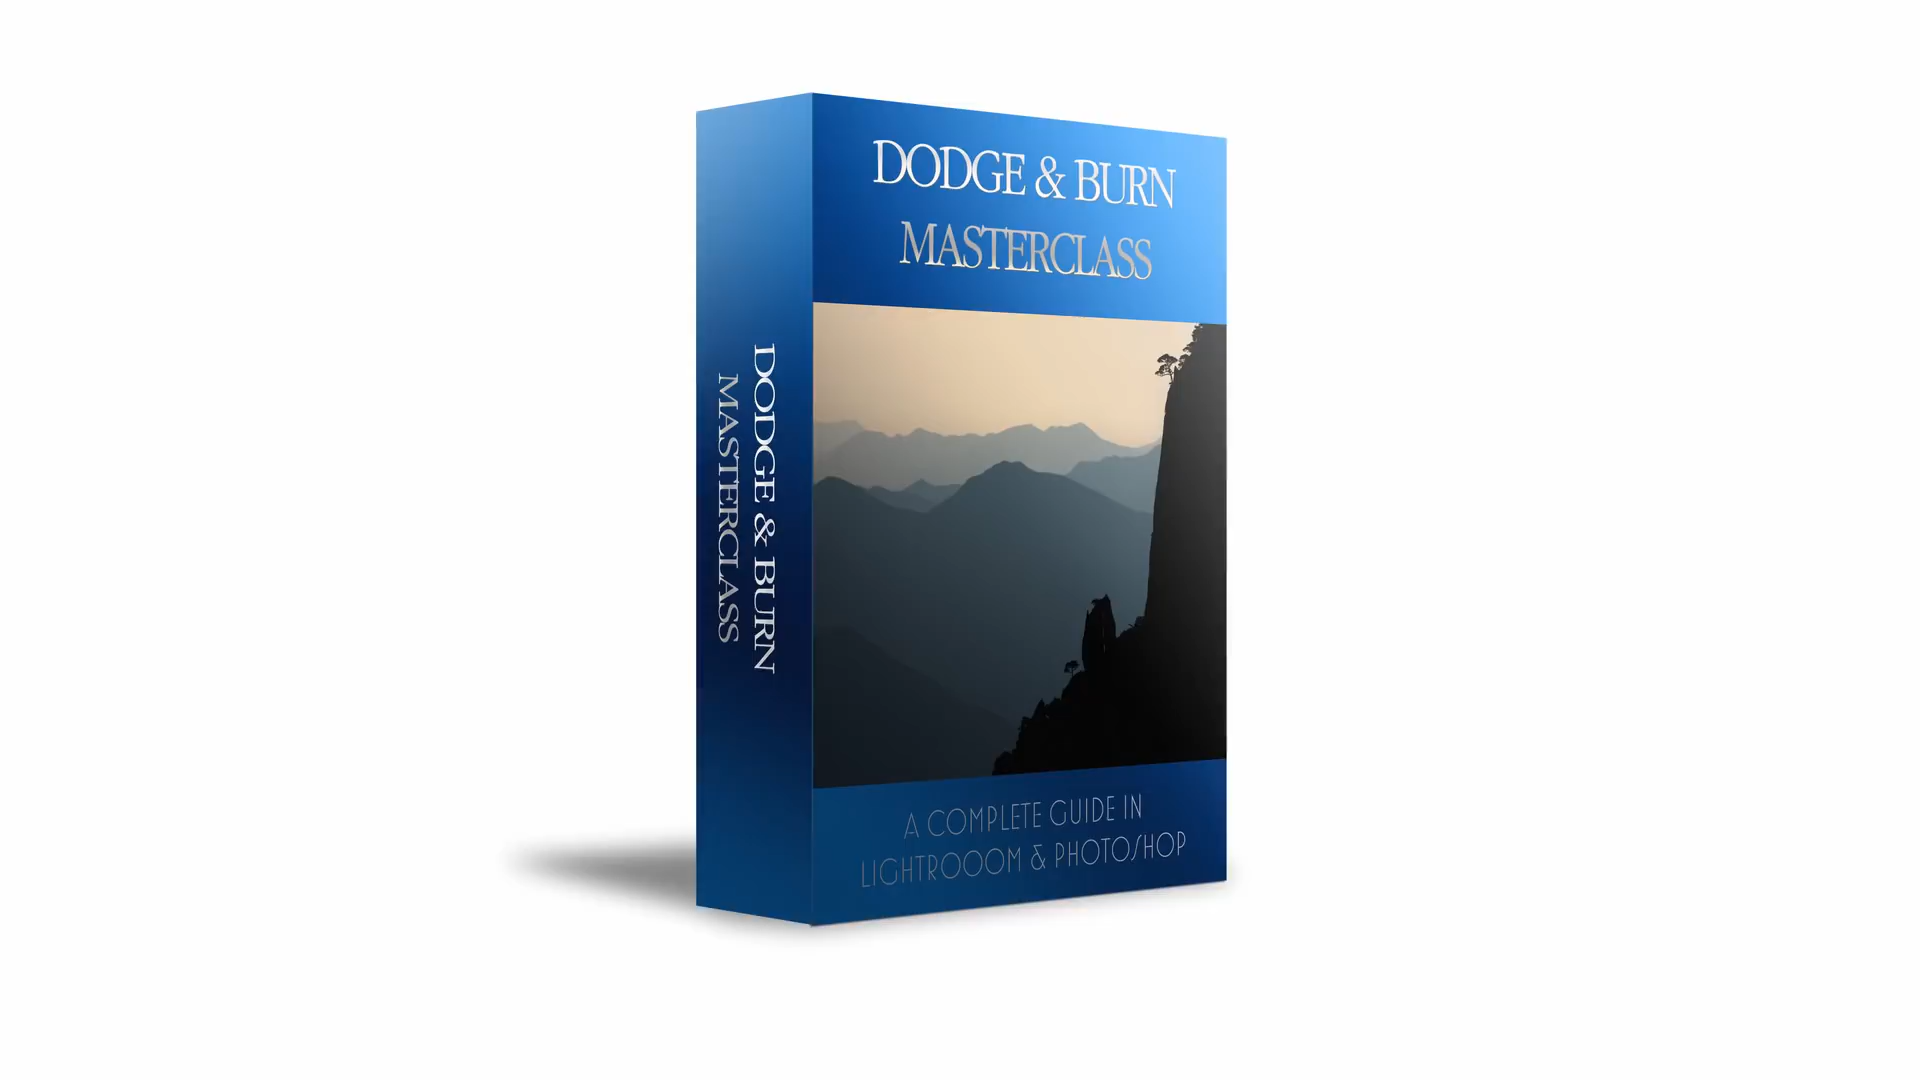 DODGE & BURN
MASTERCLASS
DODGE & BURN
MASTERCLASS
A COMPLETE GUIDE IN
LIGHTROOOM & PHOTOSHOP